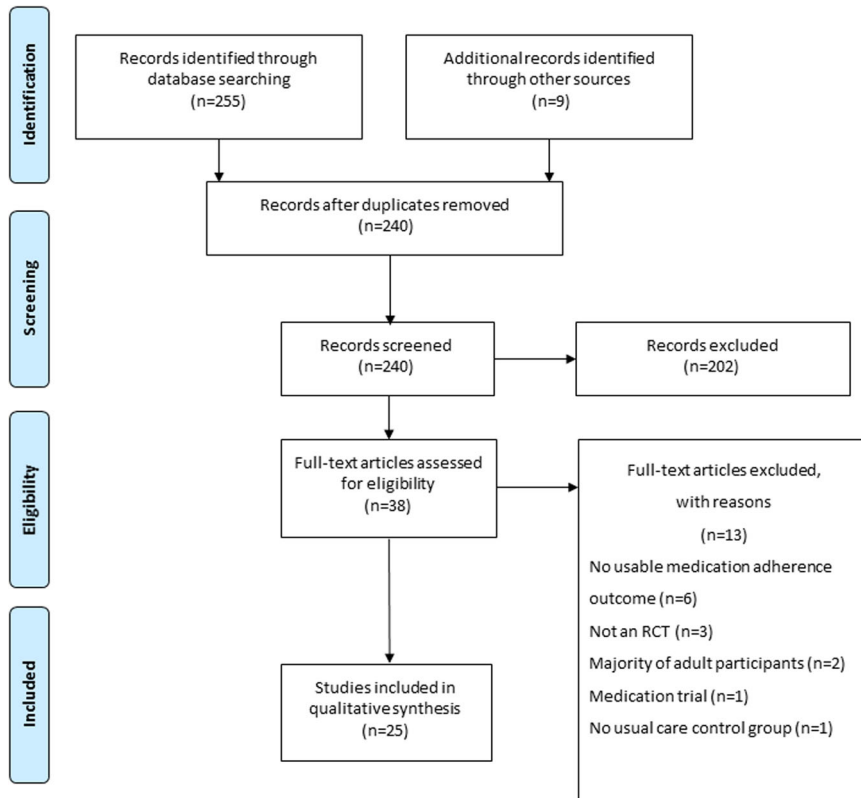 Identification
Records identified through
database searching
(n=255)
Additional records identified
through other sources
(n=9)
Records after duplicates removed
(n=240)
Screening
Records screened
(n=240)
Records excluded
(n=202)
Eligibility
Full-text articles assessed
for eligibility
(n=38)
Full-text articles excluded,
with reasons
(n=13)
No usable medication adherence
outcome (n=6)
Not an RCT (n=3)
Majority of adult participants (n=2)
Medication trial (n=1)
No usual care control group (n=1)
Included
Studies included in
qualitative synthesis
(n=25)